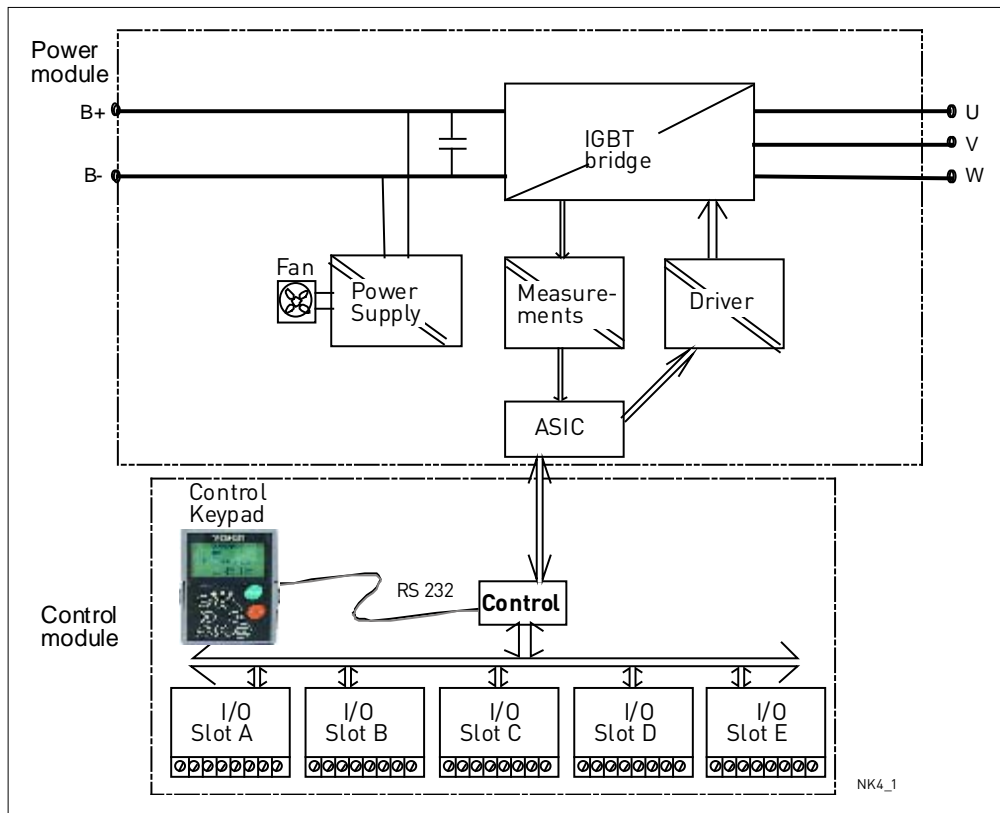 Power
module
B+
B-
IGBT
bridge
U
V
W
Fan
Power
Supply
Measure-
ments
Driver
ASIC
Control
Keypad
RS 232
Control
Control
module
I/O
Slot A
I/O
Slot B
I/O
Slot C
I/O
Slot D
I/O
Slot E
NK4_1